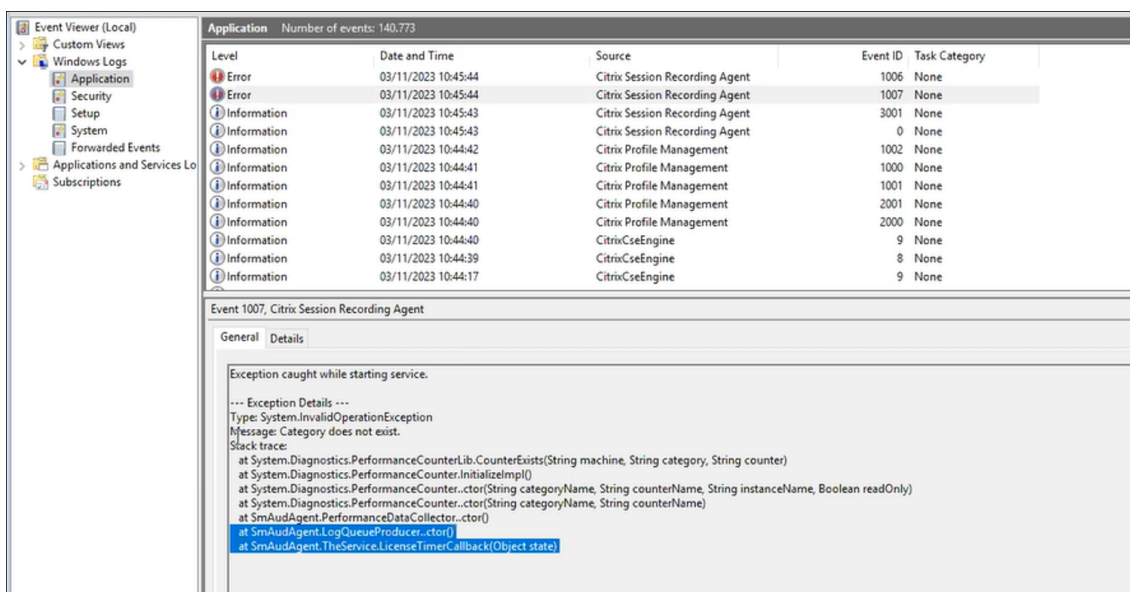 Event Viewer (Local)
Custom Views
Windows Logs
Application
Security
Setup
System
Forwarded Events
Applications and Services Lo
Subscriptions
Application Number of events: 140.773
Level Date and Time Source Event ID Task Category
Error 03/11/2023 10:45:44 Citrix Session Recording Agent 1006 None
Error 03/11/2023 10:45:44 Citrix Session Recording Agent 1007 None
Information 03/11/2023 10:45:43 Citrix Session Recording Agent 3001 None
Information 03/11/2023 10:45:43 Citrix Session Recording Agent 0 None
Information 03/11/2023 10:44:42 Citrix Profile Management 1002 None
Information 03/11/2023 10:44:41 Citrix Profile Management 1000 None
Information 03/11/2023 10:44:41 Citrix Profile Management 1001 None
Information 03/11/2023 10:44:40 Citrix Profile Management 2001 None
Information 03/11/2023 10:44:40 Citrix Profile Management 2000 None
Information 03/11/2023 10:44:40 CitrixCseEngine 9 None
Information 03/11/2023 10:44:39 CitrixCseEngine 8 None
Information 03/11/2023 10:44:17 CitrixCseEngine 9 None
Event 1007, Citrix Session Recording Agent
General Details
Exception caught while starting service.
--- Exception Details ---
Type: System.InvalidOperationException
Message: Category does not exist.
Stack trace:
at System.Diagnostics.PerformanceCounterLib.CounterExists(String machine, String category, String counter)
at System.Diagnostics.PerformanceCounter.InitializeImpl()
at System.Diagnostics.PerformanceCounter..ctor(String categoryName, String counterName, String instanceName, Boolean readOnly)
at System.Diagnostics.PerformanceCounter..ctor(String categoryName, String counterName)
at SmAudAgent.PerformanceDataCollector..ctor()
at SmAudAgent.LogQueueProducer..ctor()
at SmAudAgent.TheService.LicenseTimerCallback(Object state)